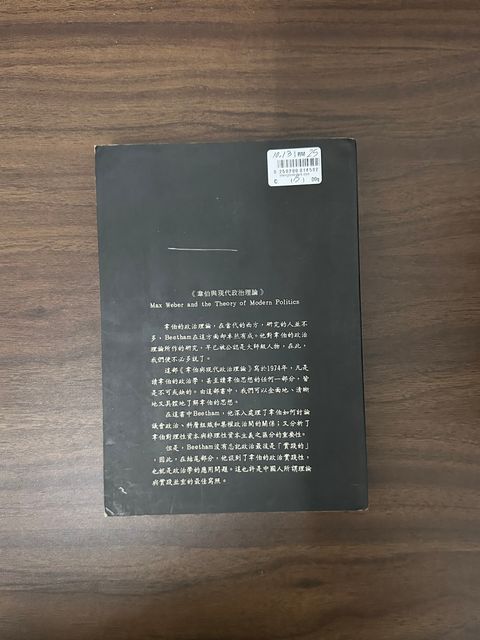 《韋伯與現代政治理論》
Max Weber and the Theory of Modern Politics
韋伯的政治理論，在當代的西方，研究的人並不
多、Beetham在這方面却卓然有成。他對韋伯的政治
理論所作的研究，早已被公認是大師級人物，在此，
我們便不必多說了。
這部《韋伯與現代政治理論》寫於1974年，凡是
讀韋伯的政治學，甚至讀韋伯思想的任何一部分，皆
是不可或缺的。由這部書中，我們可以全面地、清晰
地又具體地了解韋伯的思想。
在這書中Beetham，他深入處理了韋伯如何討論
議會政治、科層組織和羣權政治間的關係；又分析了
韋伯對理性資本與非理性資本主義之區分的重要性。
但是，Beetham沒有忘記政治最後是「實踐的」
，因此，在結尾部分，他談到了韋伯的政治實踐性，
也就是政治學的應用問題。這也許是中國人所謂理論
與實踐並重的最佳寫照。